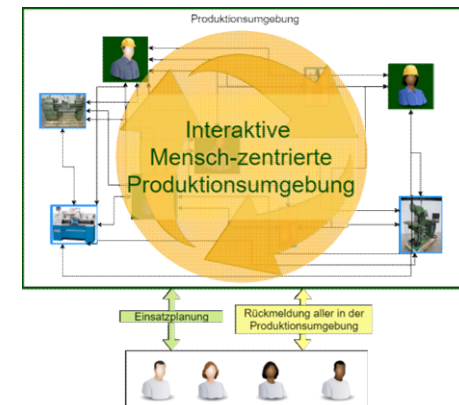 Produktionsumgebung
Interaktive
Mensch-zentrierte
Produktionsumgebung
Einsatzplanung
Rückmeldung aller in der
Produktionsumgebung